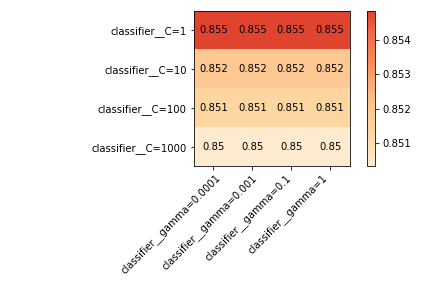 classifier__C=1 0.855 0.855 0.855 0.855
classifier__C=10 0.852 0.852 0.852 0.852
classifier__C=100 0.851 0.851 0.851 0.851
classifier__C=1000 0.85 0.85 0.85 0.85
classifier__gamma=0.0001
classifier__gamma=0.001
classifier__gamma=0.1
classifier__gamma=1
0.854
0.853
0.852
0.851